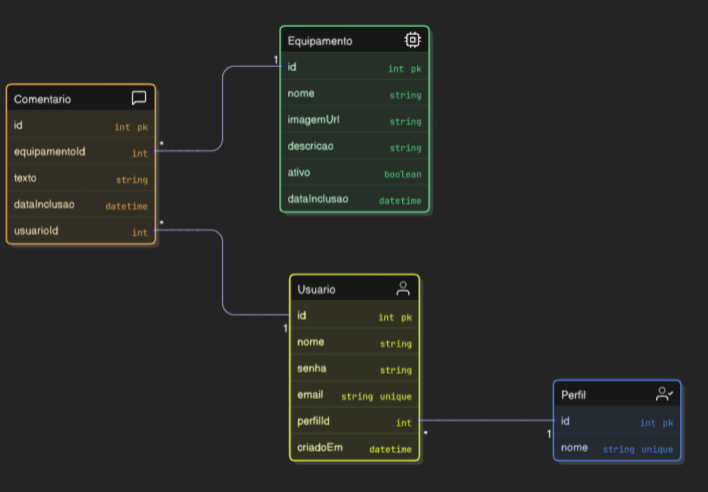 Equipamento
1
id int pk
nome string
imagemUrl string
descricao string
ativo boolean
dataInclusao datetime
Comentario
id int pk
*
equipamentoId int
texto string
dataInclusao datetime
*
usuarioId int
Usuario
id int pk
1
nome string
senha string
email string unique
perfilId int
*
criadoEm datetime
Perfil
id int pk
1
nome string unique